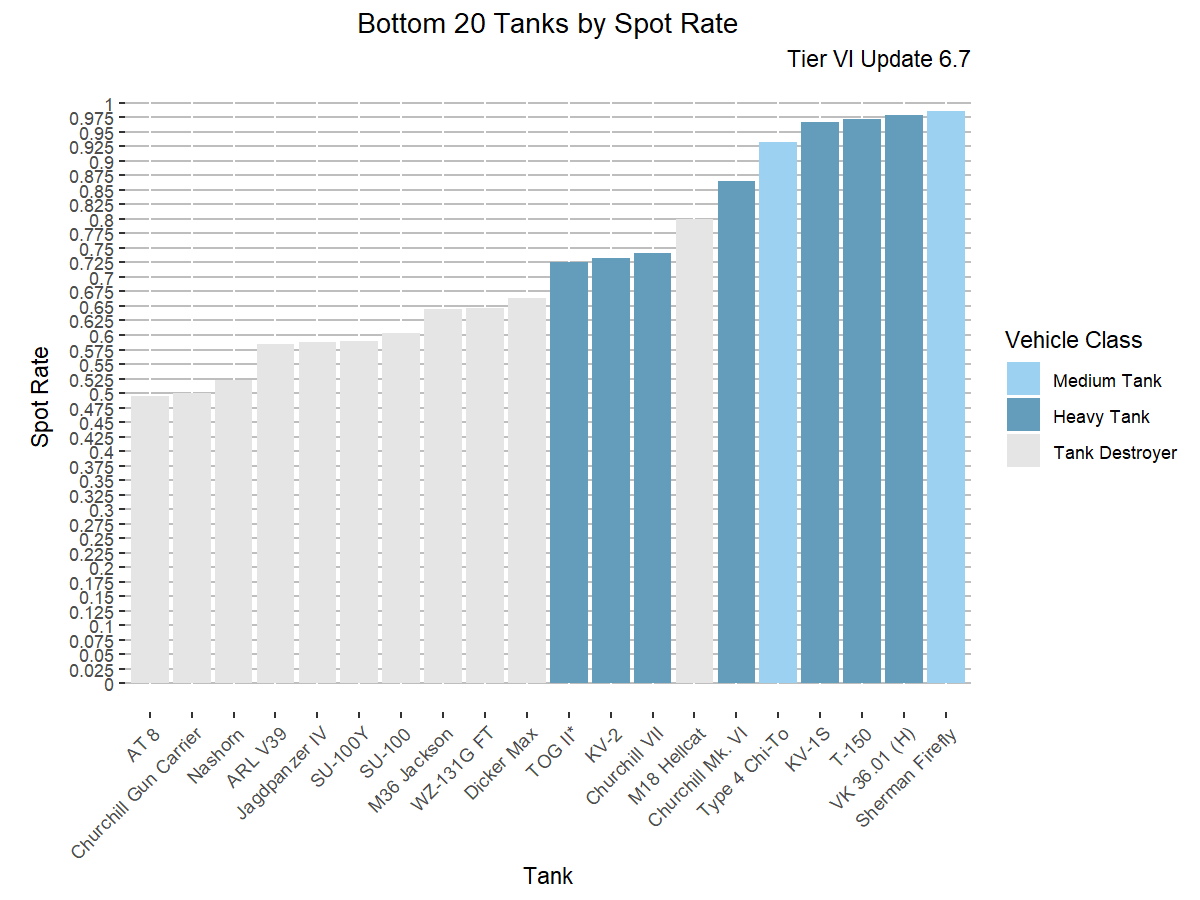 Bottom 20 Tanks by Spot Rate
Tier VI Update 6.7
Spot Rate
1
0.975
0.95
0.925
0.9
0.875
0.85
0.825
0.8
0.775
0.75
0.725
0.7
0.675
0.65
0.625
0.6
0.575
0.55
0.525
0.5
0.475
0.45
0.425
0.4
0.375
0.35
0.325
0.3
0.275
0.25
0.225
0.2
0.175
0.15
0.125
0.1
0.075
0.05
0.025
0
AT 8
Churchill Gun Carrier
Nashorn
ARL V39
Jagdpanzer IV
SU-100Y
SU-100
M36 Jackson
WZ-131G FT
Dicker Max
TOG II*
KV-2
Churchill VII
M18 Hellcat
Churchill Mk. VI
Type 4 Chi-To
KV-1S
T-150
VK 36.01 (H)
Sherman Firefly
Tank
Vehicle Class
Medium Tank
Heavy Tank
Tank Destroyer